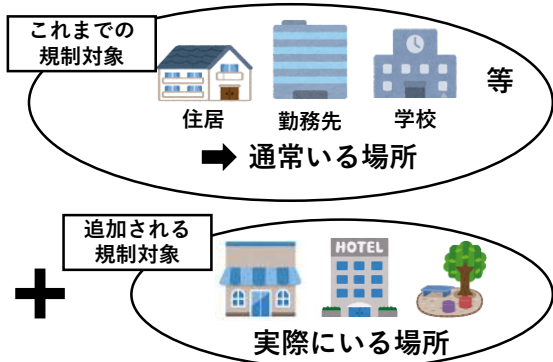 これまでの
規制対象
等
住居
勤務先
学校
➡ 通常いる場所
追加される
規制対象
+
HOTEL
実際にいる場所